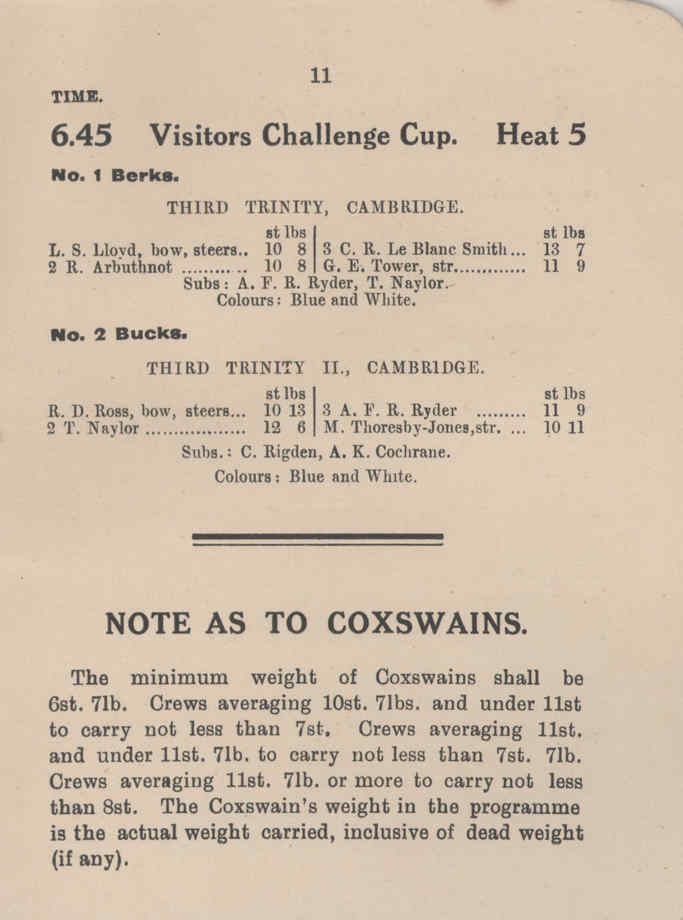 11
TIME.
6.45 Visitors Challenge Cup. Heat 5
No. 1 Berks.
THIRD TRINITY, CAMBRIDGE.
st lbs | st lbs
L. S. Lloyd, bow, steers.. 10 8 | 3 C. R. Le Blanc Smith... 13 7
2 R. Arbuthnot .......... 10 8 | G. E. Tower, str............. 11 9
Subs: A. F. R. Ryder, T. Naylor.
Colours: Blue and White.
No. 2 Bucks.
THIRD TRINITY II., CAMBRIDGE.
st lbs | st lbs
R. D. Ross, bow, steers... 10 13 | 3 A. F. R. Ryder ......... 11 9
2 T. Naylor .................. 12 6 | M. Thoresby-Jones,str. ... 10 11
Subs.: C. Rigden, A. K. Cochrane.
Colours: Blue and White.
NOTE AS TO COXSWAINS.
The minimum weight of Coxswains shall be
6st. 7lb. Crews averaging 10st. 7lbs. and under 11st
to carry not less than 7st. Crews averaging 11st.
and under 11st. 7lb. to carry not less than 7st. 7lb.
Crews averaging 11st. 7lb. or more to carry not less
than 8st. The Coxswain's weight in the programme
is the actual weight carried, inclusive of dead weight
(if any).